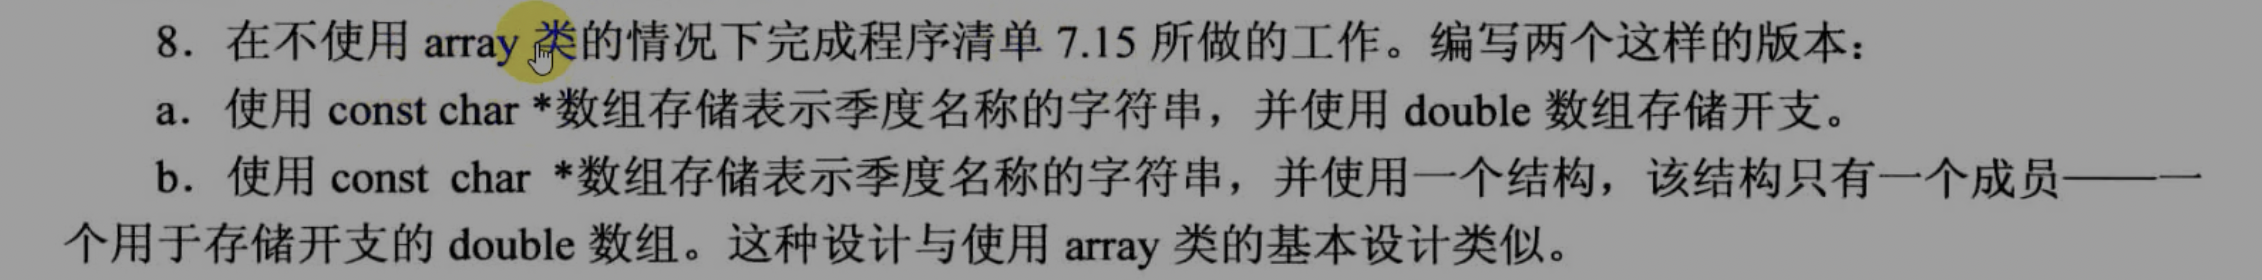 8．在不使用 array 类的情况下完成程序清单 7.15 所做的工作。编写两个这样的版本：
a．使用 const char *数组存储表示季度名称的字符串，并使用 double 数组存储开支。
b．使用 const char *数组存储表示季度名称的字符串，并使用一个结构，该结构只有一个成员——一
个用于存储开支的 double 数组。这种设计与使用 array 类的基本设计类似。